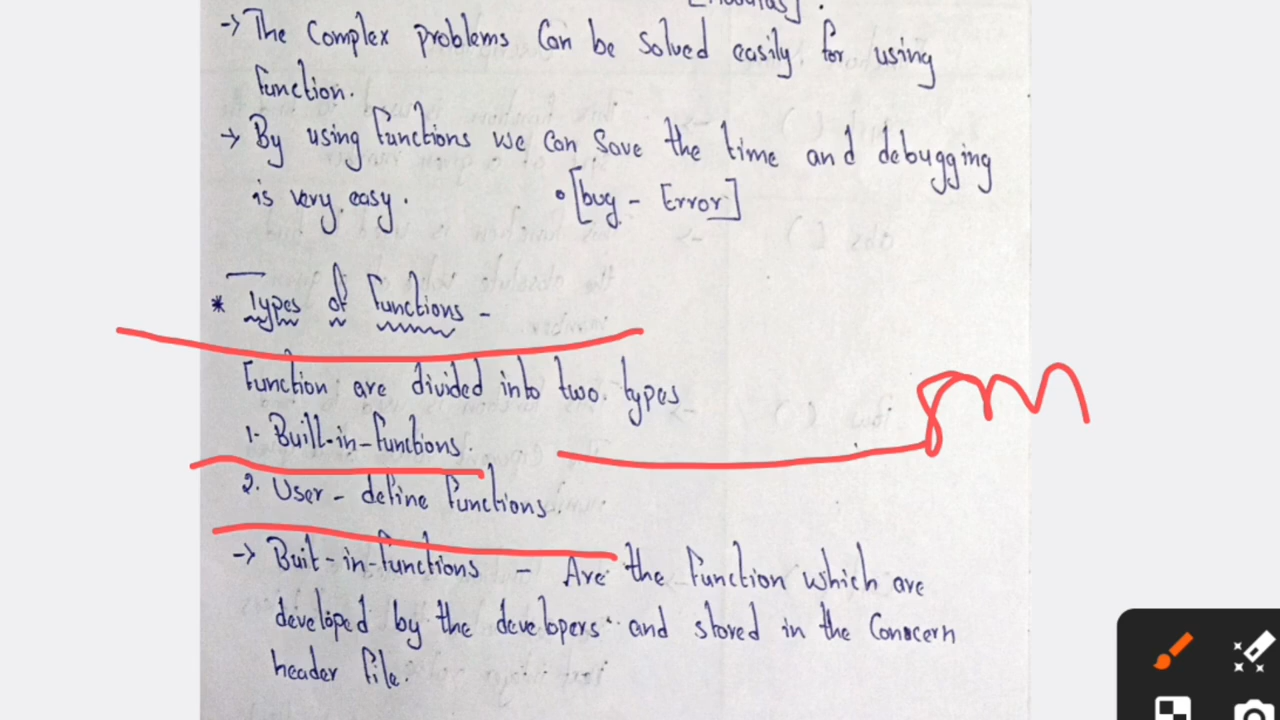 → The Complex problems Can be Solved easily for using
function.
→ By using functions we can Save the time and debugging
is very easy. •[bug - Error]
* Types of Functions -
Function are divided into two types
1- Built-in-functions.
2. User - define functions.
→ Buit-in-functions - Are the function which are
developed by the developers and stored in the Concern
header file.